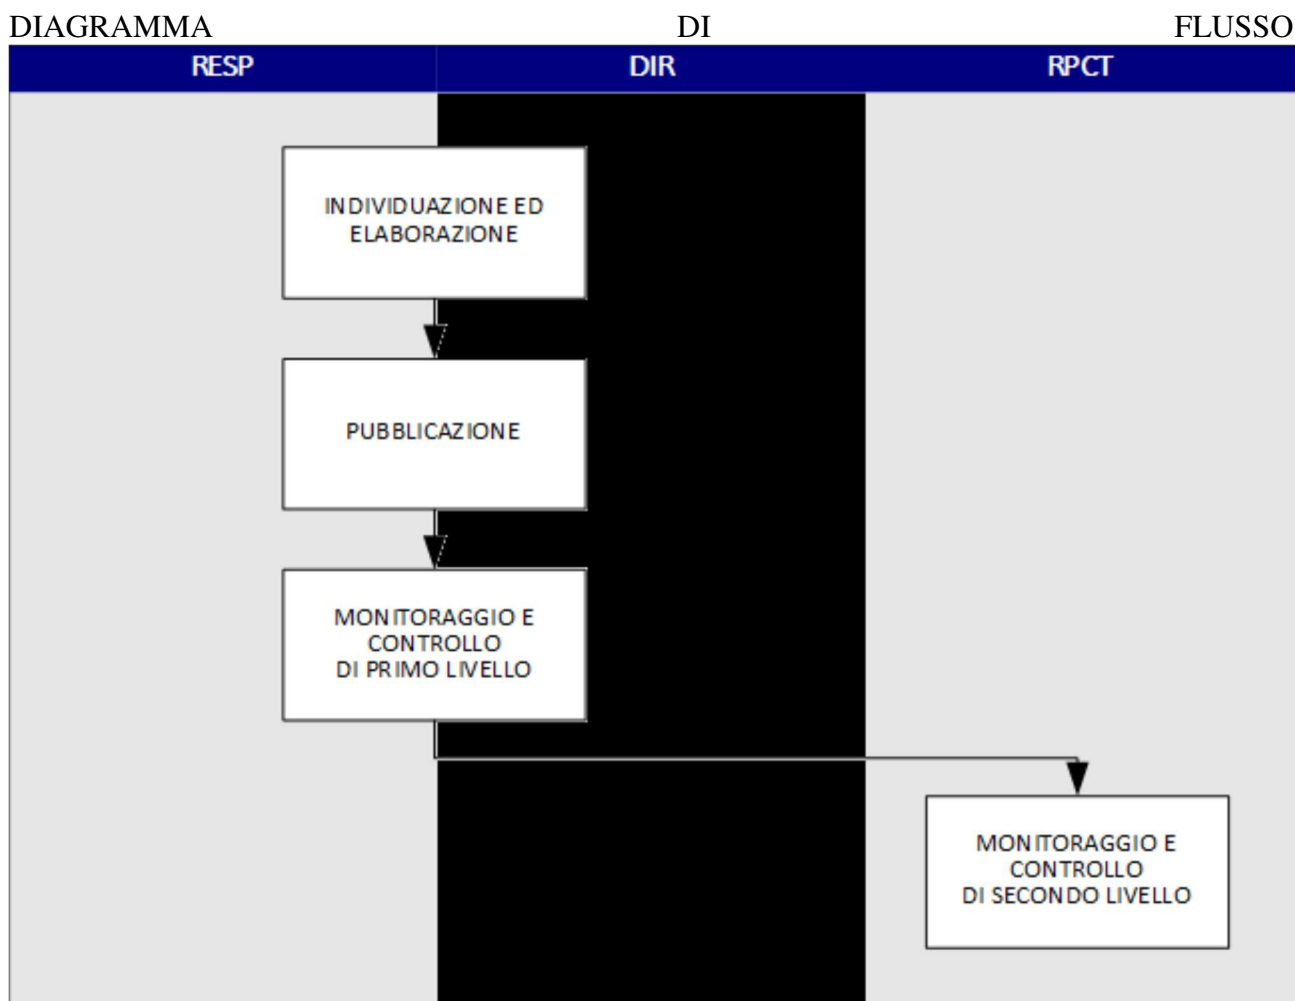 DIAGRAMMA DI FLUSSO
RESP DIR RPCT
INDIVIDUAZIONE ED
ELABORAZIONE
PUBBLICAZIONE
MONITORAGGIO E
CONTROLLO
DI PRIMO LIVELLO
MONITORAGGIO E
CONTROLLO
DI SECONDO LIVELLO